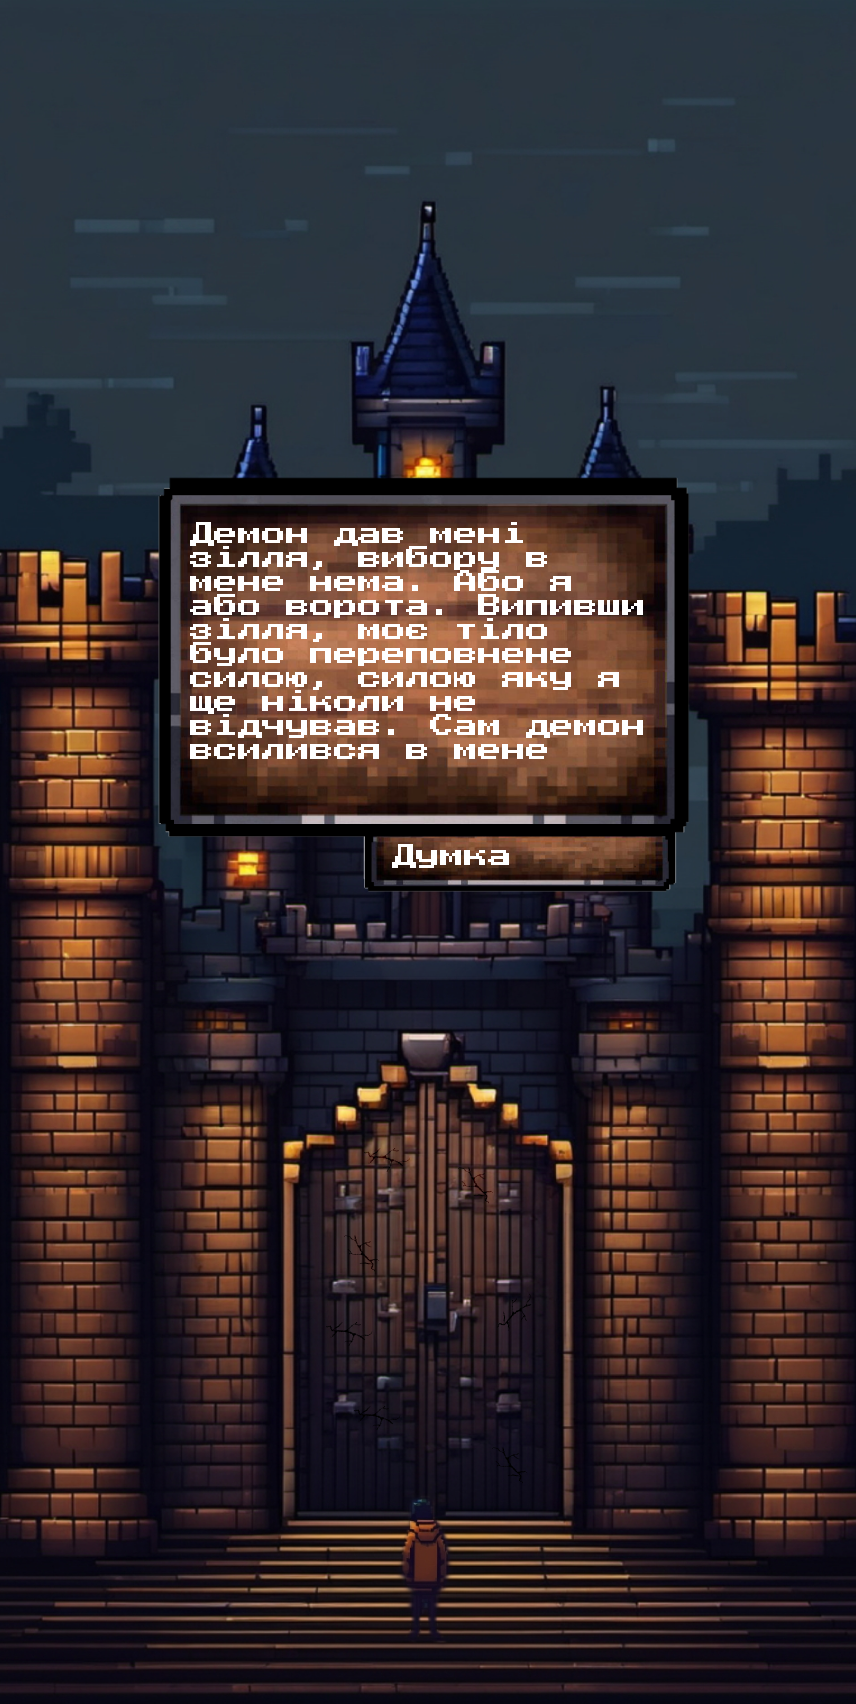 Демон дав мені
зілля, вибору в
мене нема. Або я
або ворота. Випивши
зілля, моє тіло
було переповнене
силою, силою яку я
ще ніколи не
відчував. Сам демон
всилився в мене
Думка